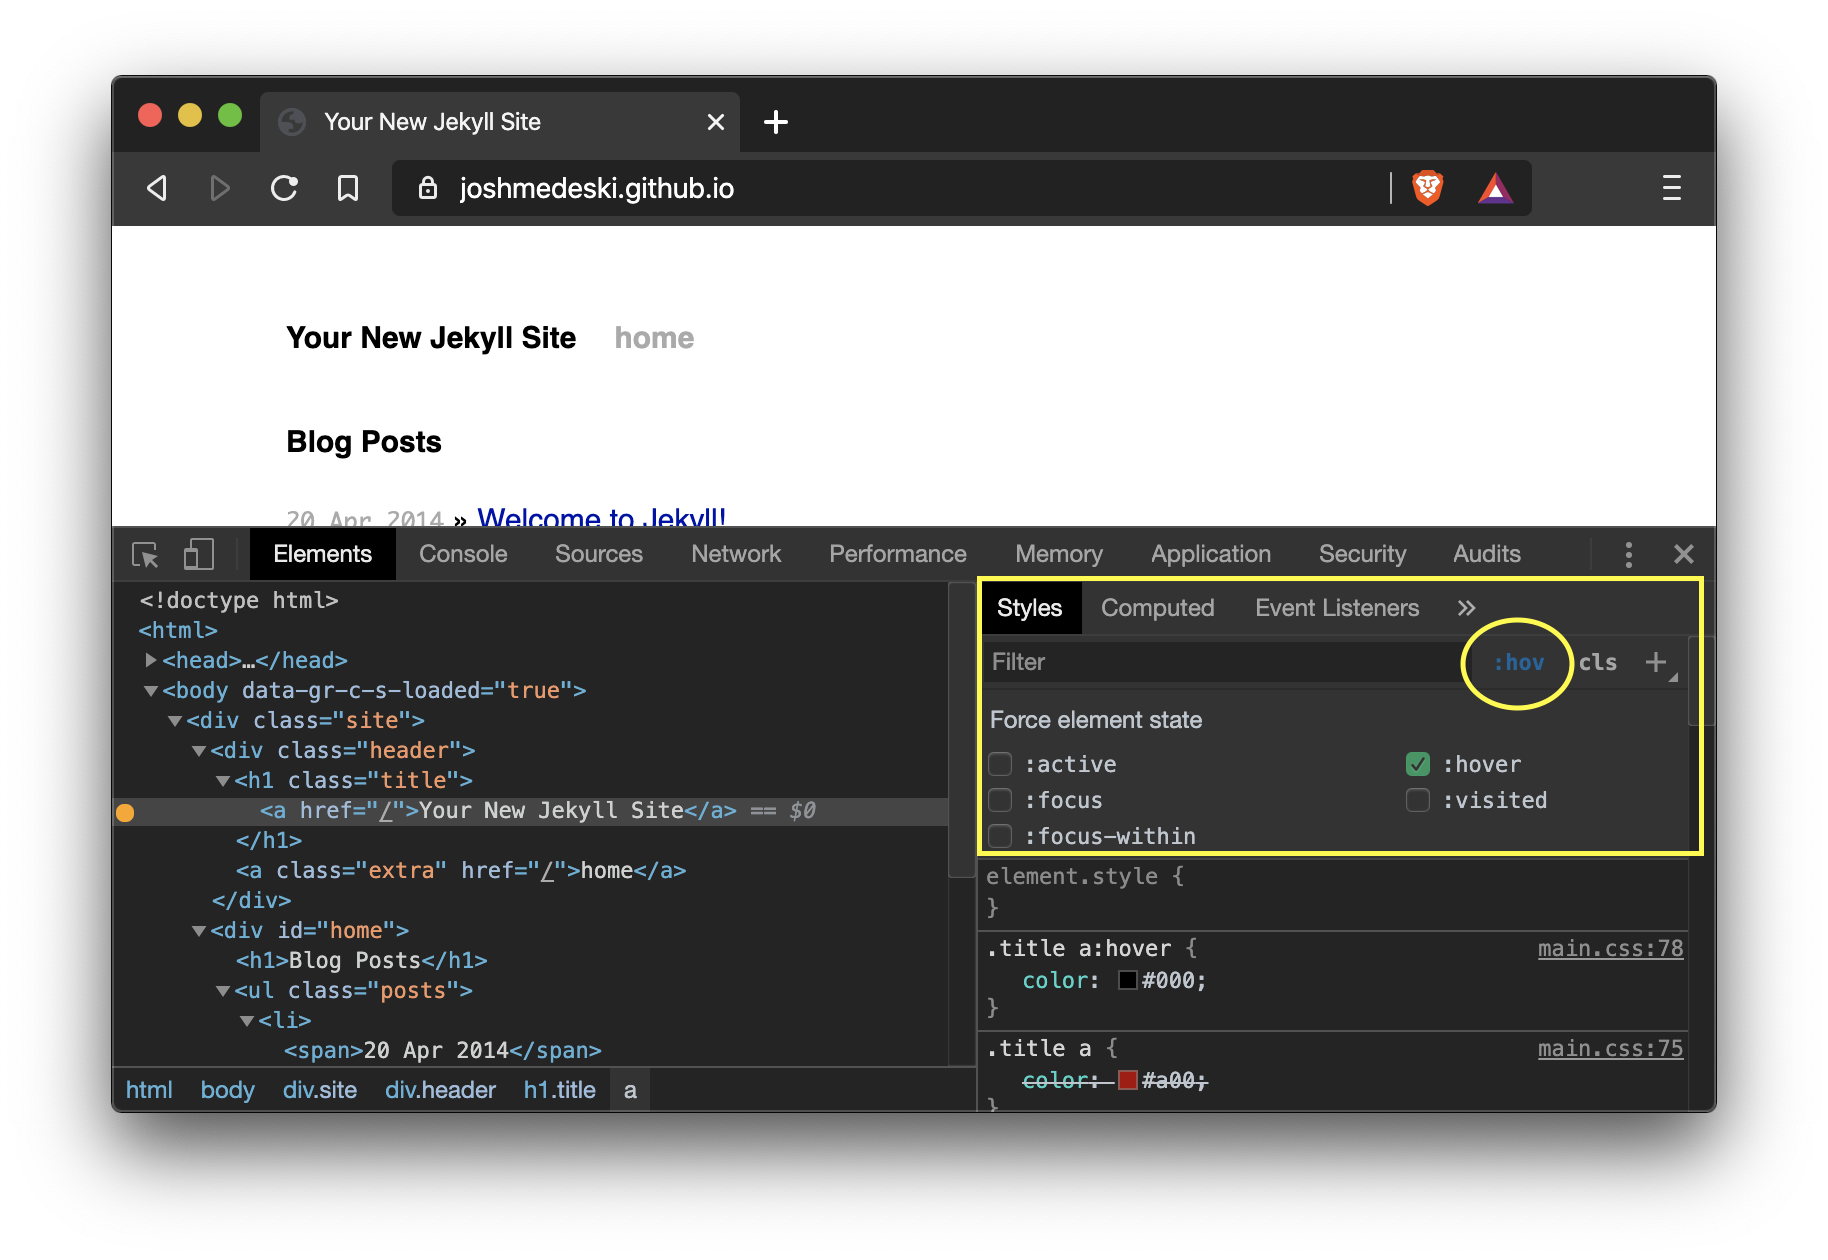 Your New Jekyll Site
joshmedeski.github.io
Your New Jekyll Site home
Blog Posts
20 Apr 2014 » Welcome to Jekyll!
Elements Console Sources Network Performance Memory Application Security Audits
<!doctype html>
<html>
<head>…</head>
<body data-gr-c-s-loaded="true">
<div class="site">
<div class="header">
<h1 class="title">
<a href="/">Your New Jekyll Site</a> == $0
</h1>
<a class="extra" href="/">home</a>
</div>
<div id="home">
<h1>Blog Posts</h1>
<ul class="posts">
<li>
<span>20 Apr 2014</span>
html body div.site div.header h1.title a
Styles Computed Event Listeners »
Filter :hov cls +
Force element state
:active :hover
:focus :visited
:focus-within
element.style {
}
.title a:hover { main.css:78
color: #000;
}
.title a { main.css:75
color: #a00;
}